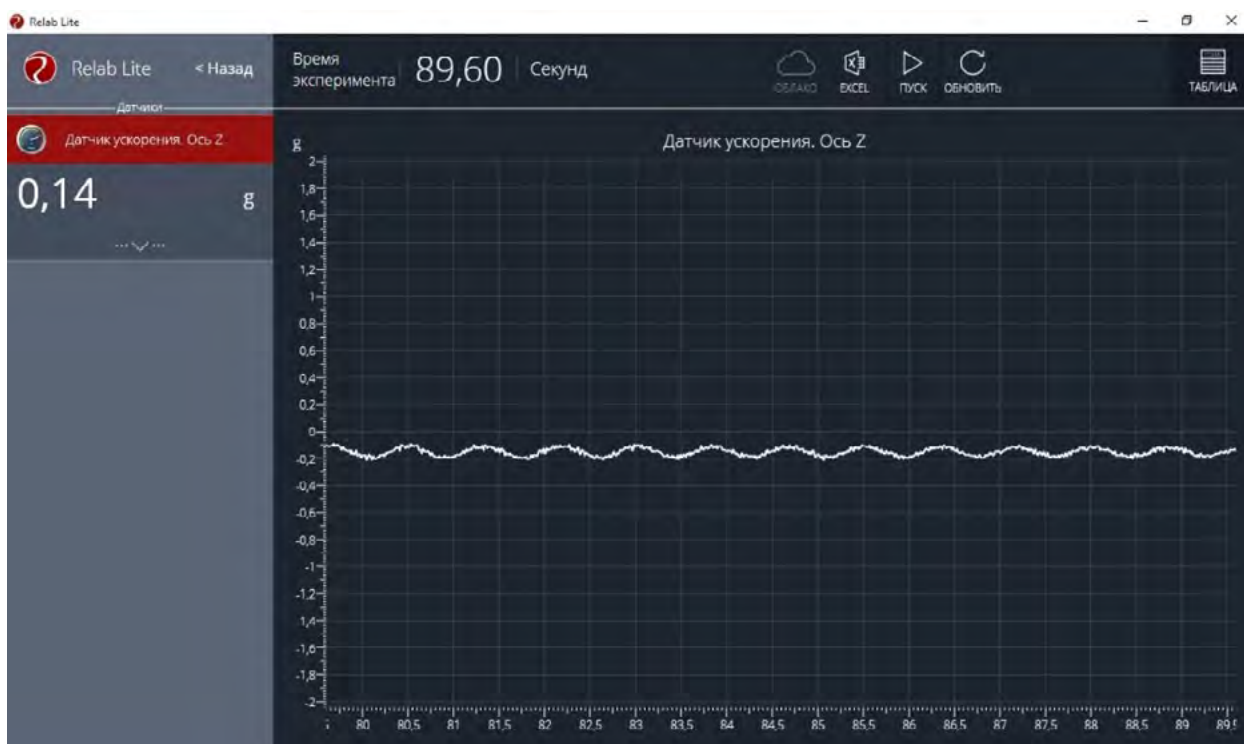 Relab Lite
Relab Lite < Назад
Датчики
Датчик ускорения. Ось Z
0,14 g
Время
эксперимента 89,60 Секунд
ОБЛАКО EXCEL ПУСК ОБНОВИТЬ ТАБЛИЦА
Датчик ускорения. Ось Z
g
2
1,8
1,6
1,4
1,2
1
0,8
0,6
0,4
0,2
0
-0,2
-0,4
-0,6
-0,8
-1
-1,2
-1,4
-1,6
-1,8
-2
80 80,5 81 81,5 82 82,5 83 83,5 84 84,5 85 85,5 86 86,5 87 87,5 88 88,5 89